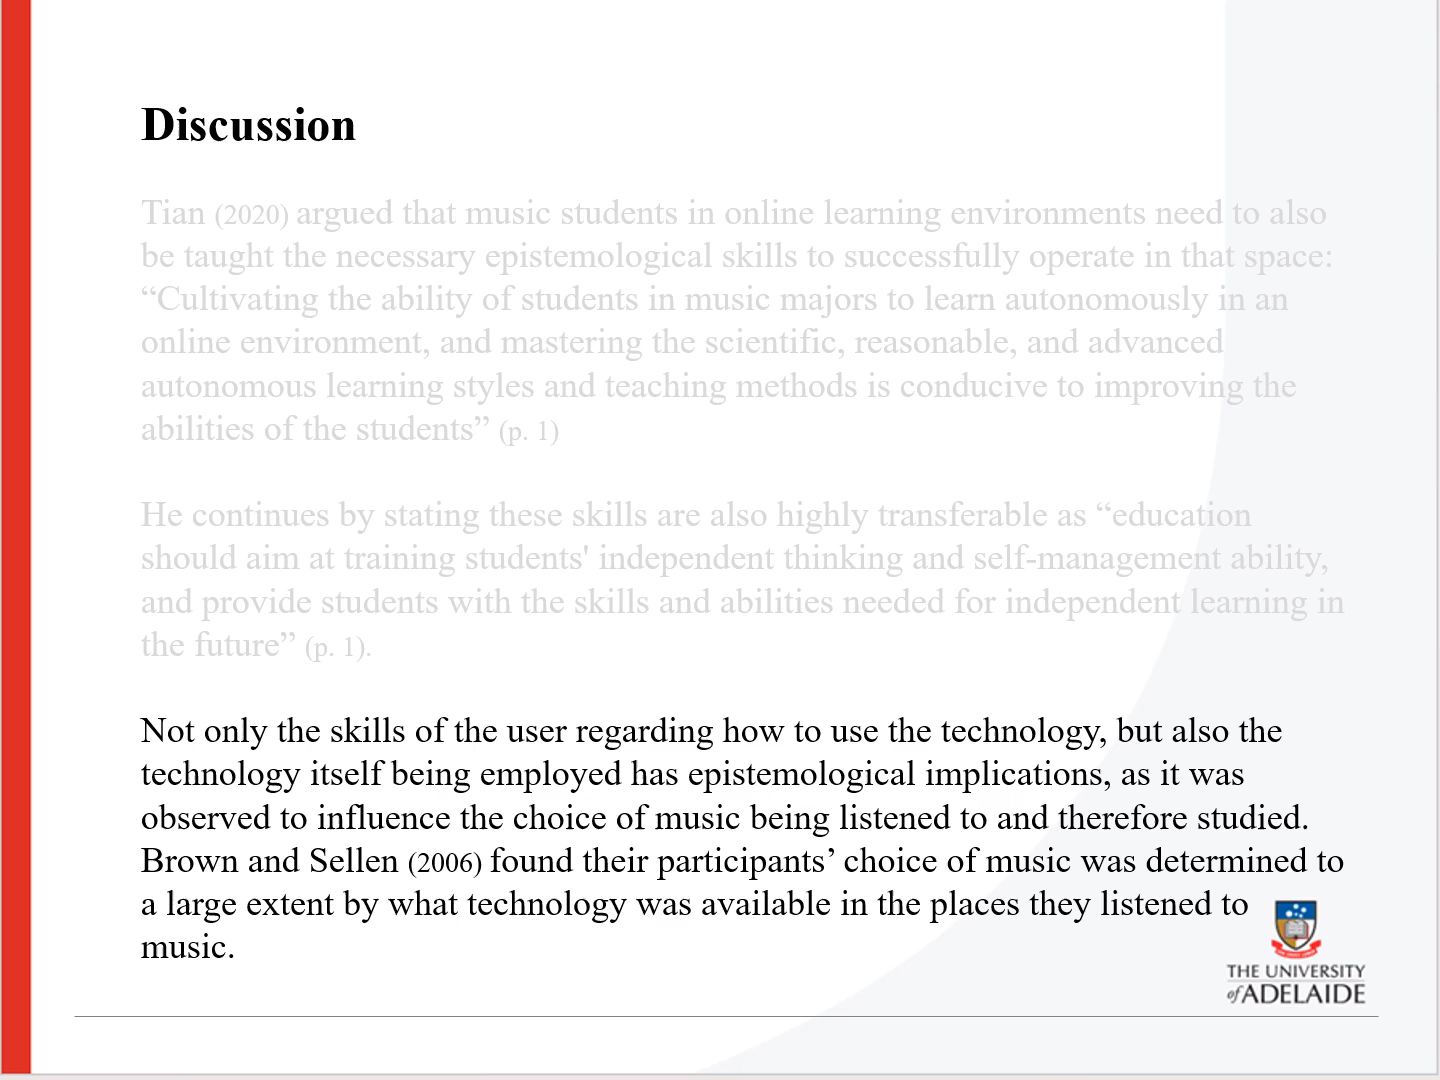 Discussion
Tian (2020) argued that music students in online learning environments need to also
be taught the necessary epistemological skills to successfully operate in that space:
“Cultivating the ability of students in music majors to learn autonomously in an
online environment, and mastering the scientific, reasonable, and advanced
autonomous learning styles and teaching methods is conducive to improving the
abilities of the students” (p. 1)
He continues by stating these skills are also highly transferable as “education
should aim at training students' independent thinking and self-management ability,
and provide students with the skills and abilities needed for independent learning in
the future” (p. 1).
Not only the skills of the user regarding how to use the technology, but also the
technology itself being employed has epistemological implications, as it was
observed to influence the choice of music being listened to and therefore studied.
Brown and Sellen (2006) found their participants’ choice of music was determined to
a large extent by what technology was available in the places they listened to
music.
THE UNIVERSITY
of ADELAIDE